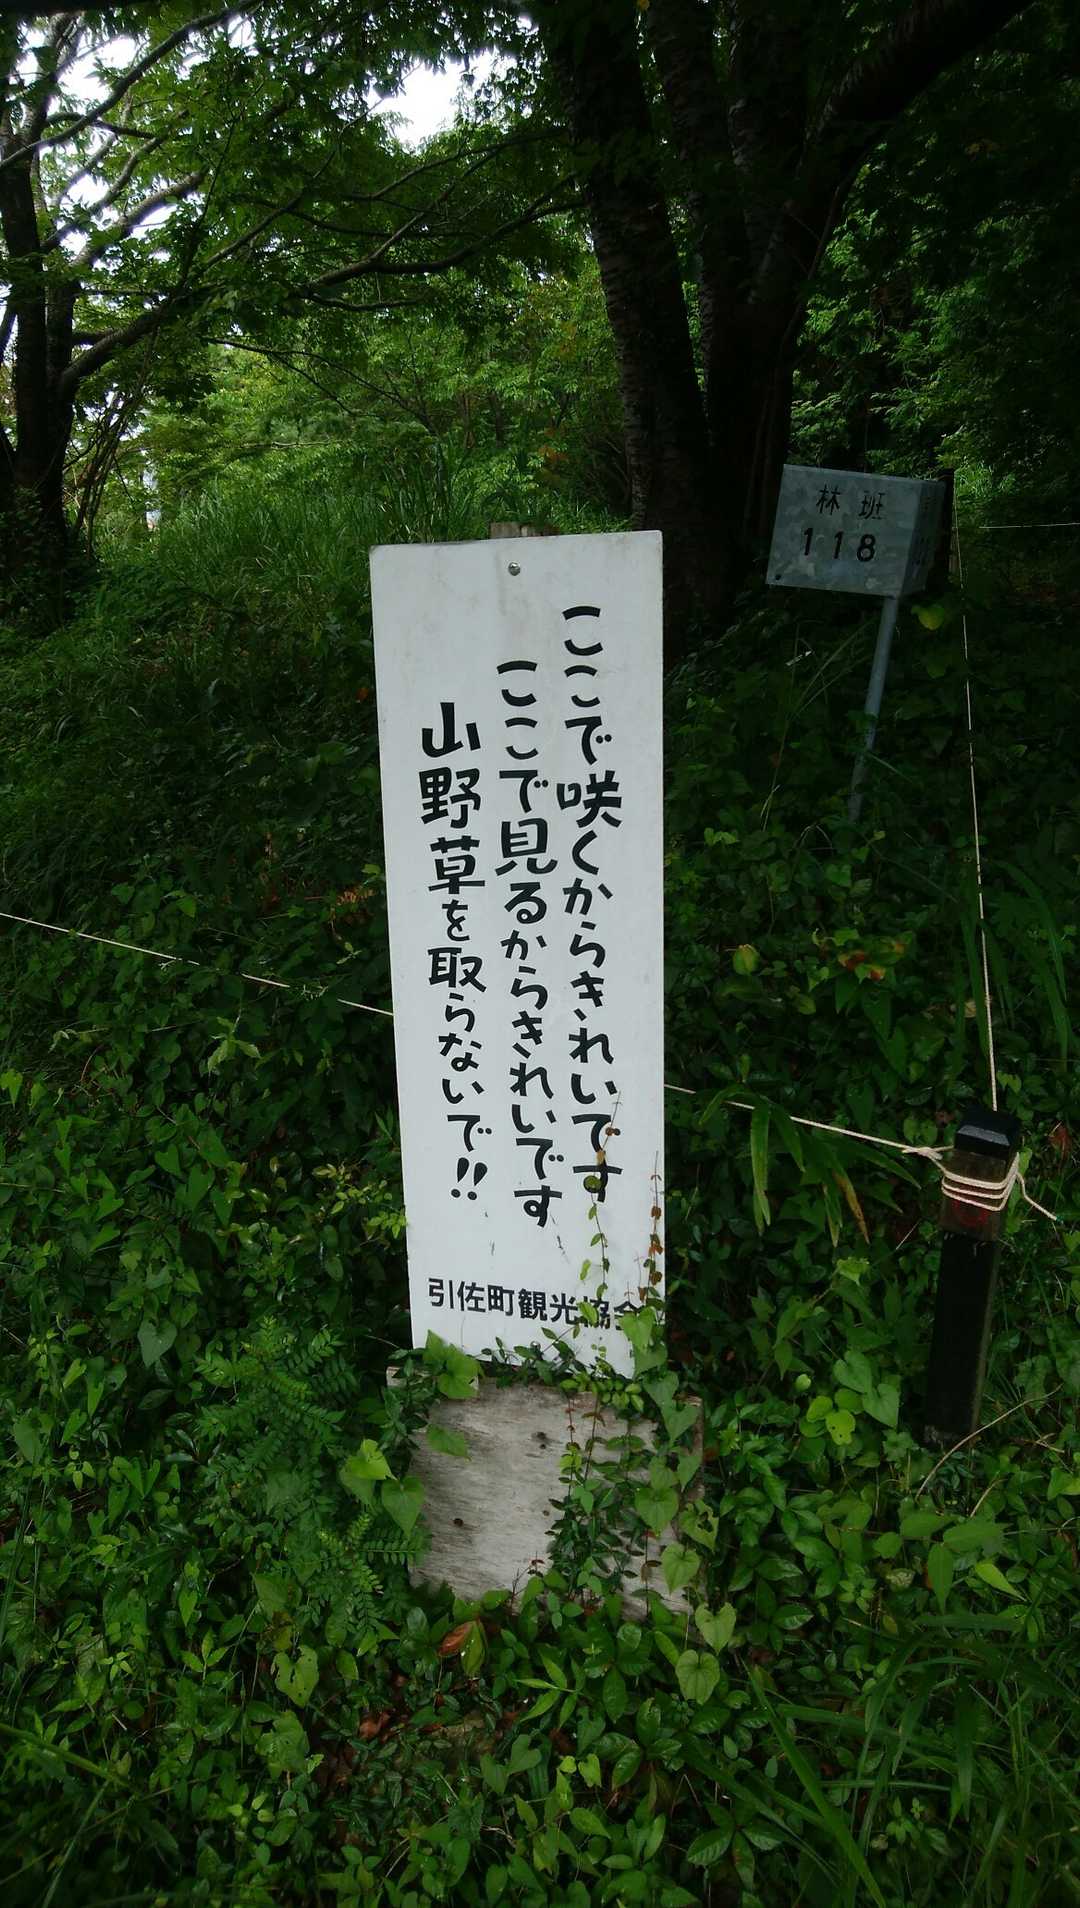 ここで咲くからきれいです
ここで見るからきれいです
山野草を取らないで!!
引佐町観光協会
林班
118